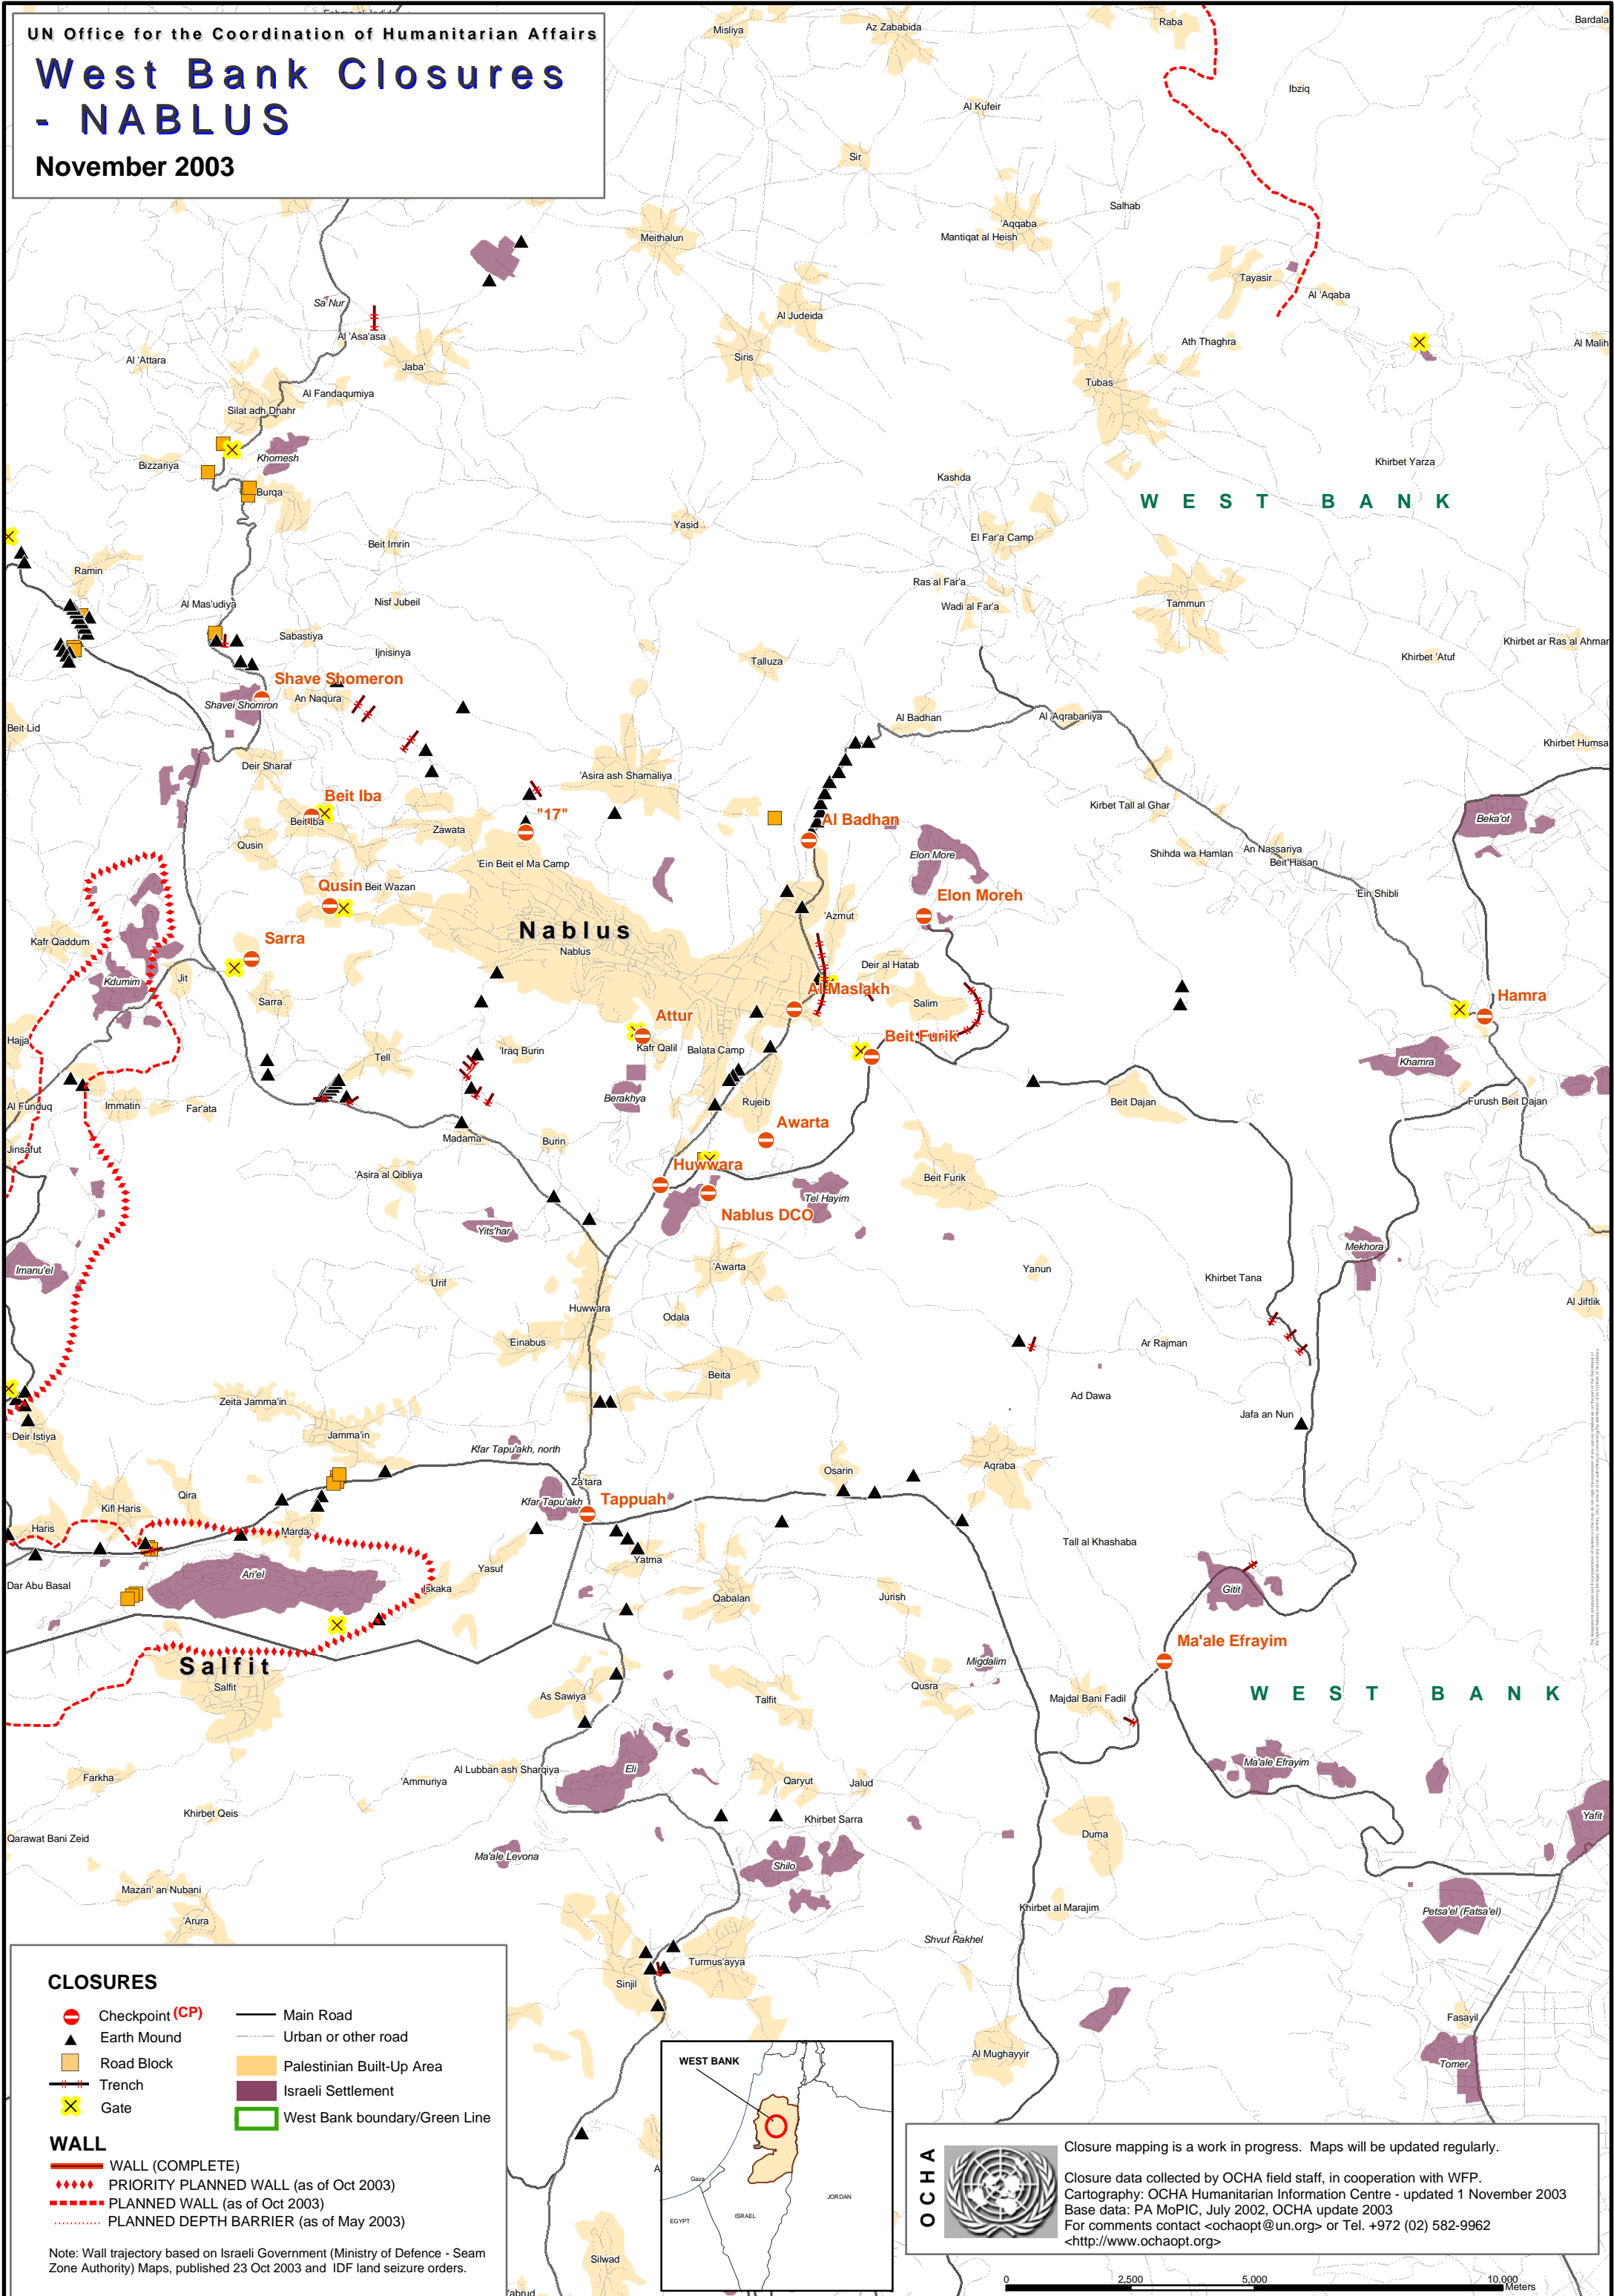 UN Office for the Coordination of Humanitarian Affairs
West Bank Closures
- NABLUS
November 2003
Misliya
Az Zababida
Raba
Bardala
Ibziq
Al Kufeir
Sir
Salhab
'Aqqaba
Mantiqat al Heish
Meithalun
Tayasir
Al 'Aqaba
Sa Nur
Al 'Asa'asa
Al Judeida
Ath Thaghra
Al Malih
Al 'Attara
Jaba'
Siris
Tubas
Al Fandaqumiya
Silat adh Dhahr
Khomesh
Bizzariya
Khirbet Yarza
Kashda
Burqa
WEST BANK
Yasid
El Far'a Camp
Beit Imrin
Ramin
Ras al Far'a
Al Mas'udiya
Nisf Jubeil
Wadi al Far'a
Tammun
Sabastiya
Khirbet ar Ras al Ahmar
Ijnisinya
Talluza
Khirbet 'Atuf
Shave Shomeron
An Naqura
Shavei Shomron
Al Badhan
Al 'Aqrabaniya
Beit Lid
Khirbet Humsa
Deir Sharaf
'Asira ash Shamaliya
Beit Iba
Kirbet Tall al Ghar
"17"
Beit Iba
Zawata
Al Badhan
Beka'ot
Qusin
Elon More
Shihda wa Hamlan
An Nassariya
Beit Hasan
'Ein Beit el Ma Camp
Qusin
Beit Wazan
Elon Moreh
'Ein Shibli
'Azmut
Nablus
Sarra
Kafr Qaddum
Nablus
Deir al Hatab
Kdumim
Jit
Al Maslakh
Hamra
Sarra
Salim
Attur
Beit Furik
Hajja
Kafr Qalil
Balata Camp
Tell
'Iraq Burin
Khamra
Al Funduq
Immatin
Far'ata
Berakhya
Rujeib
Beit Dajan
Furush Beit Dajan
Awarta
Madama
Burin
Jinsafut
Huwwara
'Asira al Qibliya
Beit Furik
Tel Hayim
Nablus DCO
Yits'har
Mekhora
Imanu'el
'Awarta
Yanun
Khirbet Tana
'Urif
Huwwara
Odala
Al Jiftlik
'Einabus
Ar Rajman
Beita
Zeita Jamma'in
Ad Dawa
Jafa an Nun
Deir Istiya
Jamma'in
Kfar Tapu'akh, north
Osarin
Aqraba
Za'tara
Qira
Kfar Tapu'akh
Tappuah
Kifl Haris
Haris
Marda
Tall al Khashaba
Yatma
Yasuf
Ari'el
Dar Abu Basal
Iskaka
Gitit
Qabalan
Jurish
Ma'ale Efrayim
Salfit
Migdalim
Salfit
Qusra
As Sawiya
Talfit
Majdal Bani Fadil
WEST BANK
Ma'ale Efrayim
Al Lubban ash Sharqiya
Eli
Farkha
'Ammuriya
Qaryut
Jalud
Khirbet Qeis
Khirbet Sarra
Yafit
Qarawat Bani Zeid
Duma
Ma'ale Levona
Shilo
Mazari' an Nubani
Khirbet al Marajim
Petsa'el (Fatsa'el)
'Arura
Shvut Rakhel
Turmus'ayya
Sinjil
Fasayil
Al Mughayyir
Tomer
Silwad
CLOSURES
Checkpoint (CP)
Earth Mound
Road Block
Trench
Gate
Main Road
Urban or other road
Palestinian Built-Up Area
Israeli Settlement
West Bank boundary/Green Line
WALL
WALL (COMPLETE)
PRIORITY PLANNED WALL (as of Oct 2003)
PLANNED WALL (as of Oct 2003)
PLANNED DEPTH BARRIER (as of May 2003)
Note: Wall trajectory based on Israeli Government (Ministry of Defence - Seam
Zone Authority) Maps, published 23 Oct 2003 and IDF land seizure orders.
WEST BANK
Gaza
JORDAN
EGYPT
ISRAEL
OCHA
Closure mapping is a work in progress. Maps will be updated regularly.
Closure data collected by OCHA field staff, in cooperation with WFP.
Cartography: OCHA Humanitarian Information Centre - updated 1 November 2003
Base data: PA MoPIC, July 2002, OCHA update 2003
For comments contact <ochaopt@un.org> or Tel. +972 (02) 582-9962
<http://www.ochaopt.org>
0 2,500 5,000 10,000
Meters